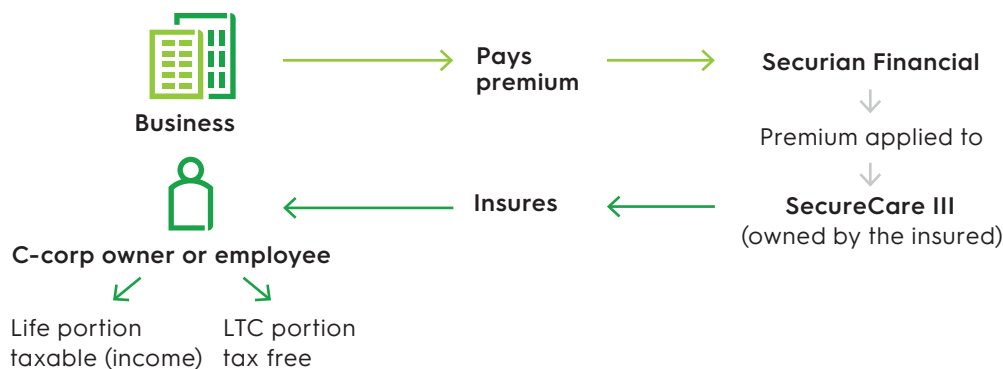 Business
Pays
premium
Securian Financial
Premium applied to
SecureCare III
(owned by the insured)
Insures
C-corp owner or employee
Life portion
taxable (income)
LTC portion
tax free